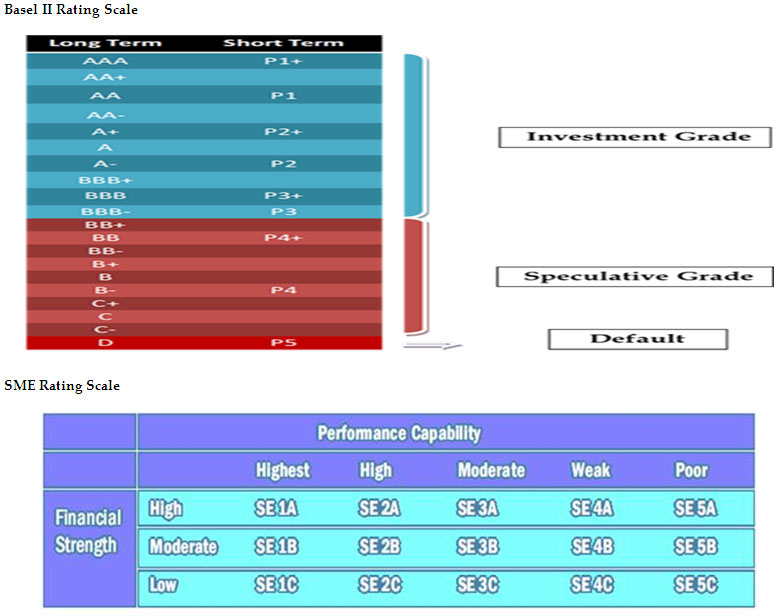 Basel II Rating Scale
Long Term Short Term
AAA P1+
AA+
AA P1
AA-
A+ P2+
A
A- P2
BBB+
BBB P3+
BBB- P3
BB+
BB P4+
BB-
B+
B
B- P4
C+
C
C-
D P5
Investment Grade
Speculative Grade
Default
SME Rating Scale
Performance Capability
Highest High Moderate Weak Poor
Financial Strength
High SE 1A SE 2A SE 3A SE 4A SE 5A
Moderate SE 1B SE 2B SE 3B SE 4B SE 5B
Low SE 1C SE 2C SE 3C SE 4C SE 5C